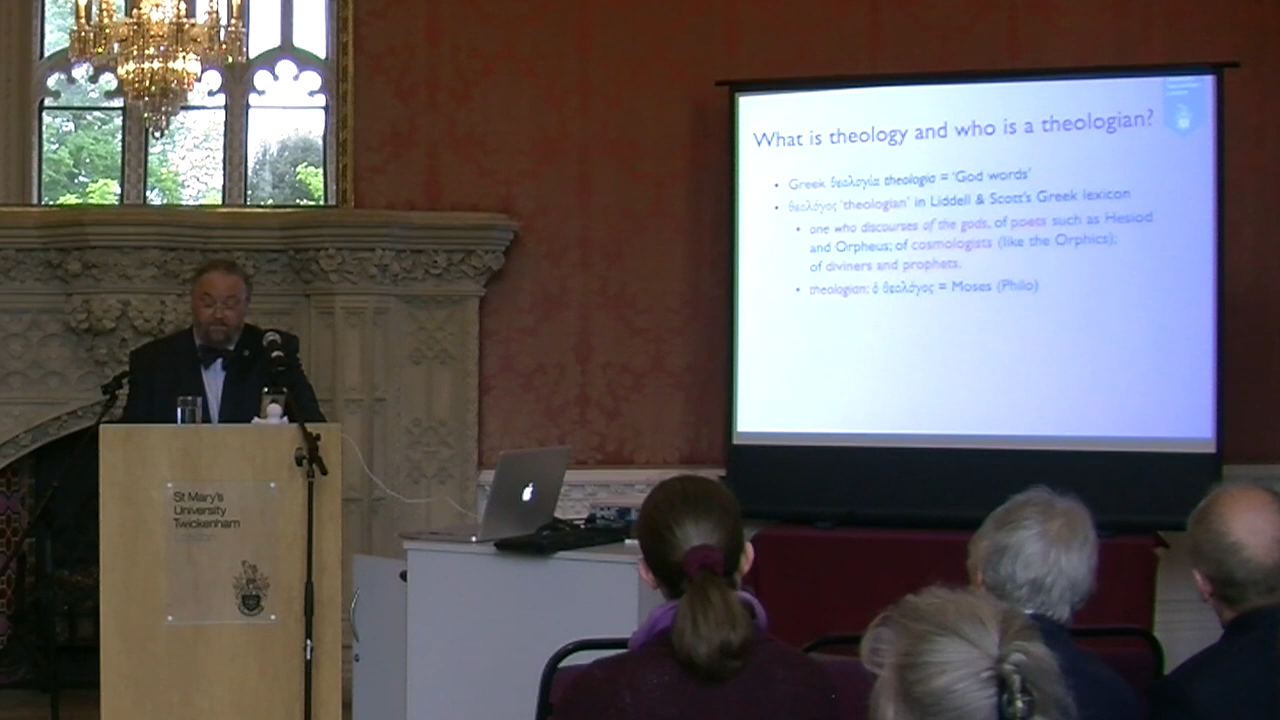 What is theology and who is a theologian?
• Greek θεολογία theologia = ‘God words’
• θεολόγος ‘theologian’ in Liddell & Scott's Greek lexicon
• one who discourses of the gods, of poets such as Hesiod
and Orpheus; of cosmologists (like the Orphics);
of diviners and prophets.
• theologian: ὁ θεολόγος = Moses (Philo)
St Mary's
University
Twickenham